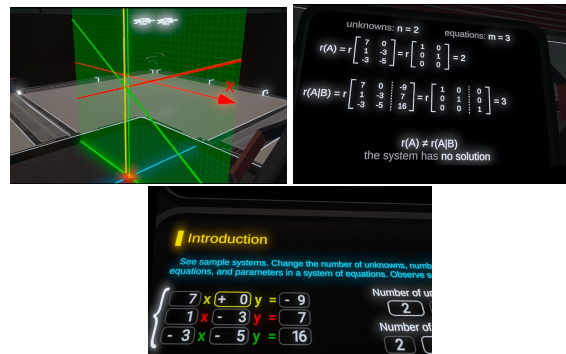 X
unknowns: n = 2 equations: m = 3
r(A) = r [ 7 0 1 -3 -3 -5 ] = r [ 1 0 0 1 0 0 ] = 2
r(A|B) = r [ 7 0 -9 1 -3 7 -3 -5 16 ] = r [ 1 0 0 0 1 0 0 0 1 ] = 3
r(A) ≠ r(A|B)
the system has no solution
Introduction
See sample systems. Change the number of unknowns,
equations, and parameters in a system of equations. Observe
7 x + 0 y = - 9
1 x - 3 y = 7
- 3 x - 5 y = 16
Number of
2
Number of
2